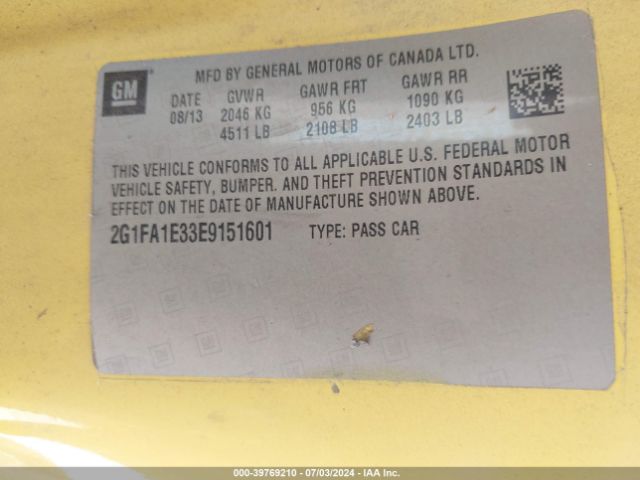 GM
MFD BY GENERAL MOTORS OF CANADA LTD.
DATE GVWR GAWR FRT GAWR RR
08/13 2046 KG 956 KG 1090 KG
4511 LB 2108 LB 2403 LB
THIS VEHICLE CONFORMS TO ALL APPLICABLE U.S. FEDERAL MOTOR
VEHICLE SAFETY, BUMPER. AND THEFT PREVENTION STANDARDS IN
EFFECT ON THE DATE OF MANUFACTURE SHOWN ABOVE.
2G1FA1E33E9151601 TYPE: PASS CAR
000-39769210 - 07/03/2024 - IAA Inc.